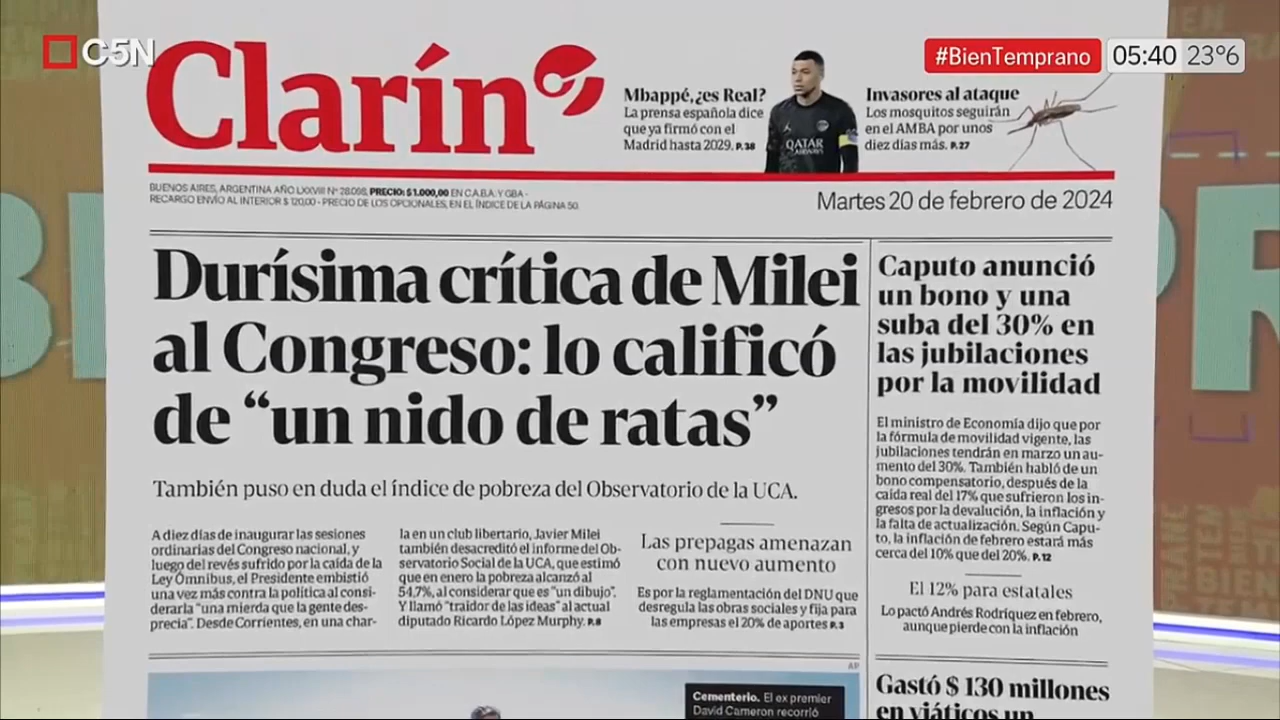 C5N
#BienTemprano
05:40 23°6
Clarín
Mbappé, ¿es Real?
La prensa española dice
que ya firmó con el
Madrid hasta 2029. P.38
QATAR
AIRWAYS
Invasores al ataque
Los mosquitos seguirán
en el AMBA por unos
diez días más. P.27
BUENOS AIRES, ARGENTINA AÑO LXXVIII Nº 28.098, PRECIO: $ 1.000,00 EN C.A.B.A. Y GBA -
RECARGO ENVÍO AL INTERIOR $ 120,00 - PRECIO DE LOS OPCIONALES, EN EL ÍNDICE DE LA PÁGINA 50.
Martes 20 de febrero de 2024
Durísima crítica de Milei
al Congreso: lo calificó
de “un nido de ratas”
También puso en duda el índice de pobreza del Observatorio de la UCA.
A diez días de inaugurar las sesiones
ordinarias del Congreso nacional, y
luego del revés sufrido por la caída de la
Ley Ómnibus, el Presidente embistió
una vez más contra la política al consi-
derarla “una mierda que la gente des-
precia”. Desde Corrientes, en una char-
la en un club libertario, Javier Milei
también desacreditó el informe del Ob-
servatorio Social de la UCA, que estimó
que en enero la pobreza alcanzó al
54,7%, al considerar que es “un dibujo”.
Y llamó “traidor de las ideas” al actual
diputado Ricardo López Murphy. P.8
Las prepagas amenazan
con nuevo aumento
Es por la reglamentación del DNU que
desregula las obras sociales y fija para
las empresas el 20% de aportes P.3
Caputo anunció
un bono y una
suba del 30% en
las jubilaciones
por la movilidad
El ministro de Economía dijo que por
la fórmula de movilidad vigente, las
jubilaciones tendrán en marzo un au-
mento del 30%. También habló de un
bono compensatorio, después de la
caída real del 17% que sufrieron los in-
gresos por la devaluación, la inflación y
la falta de actualización. Según Capu-
to, la inflación de febrero estará más
cerca del 10% que del 20%. P.12
El 12% para estatales
Lo pactó Andrés Rodríguez en febrero,
aunque pierde con la inflación
Gastó $ 130 millones
en viáticos un
AP
Cementerio. El ex premier
David Cameron recorrió